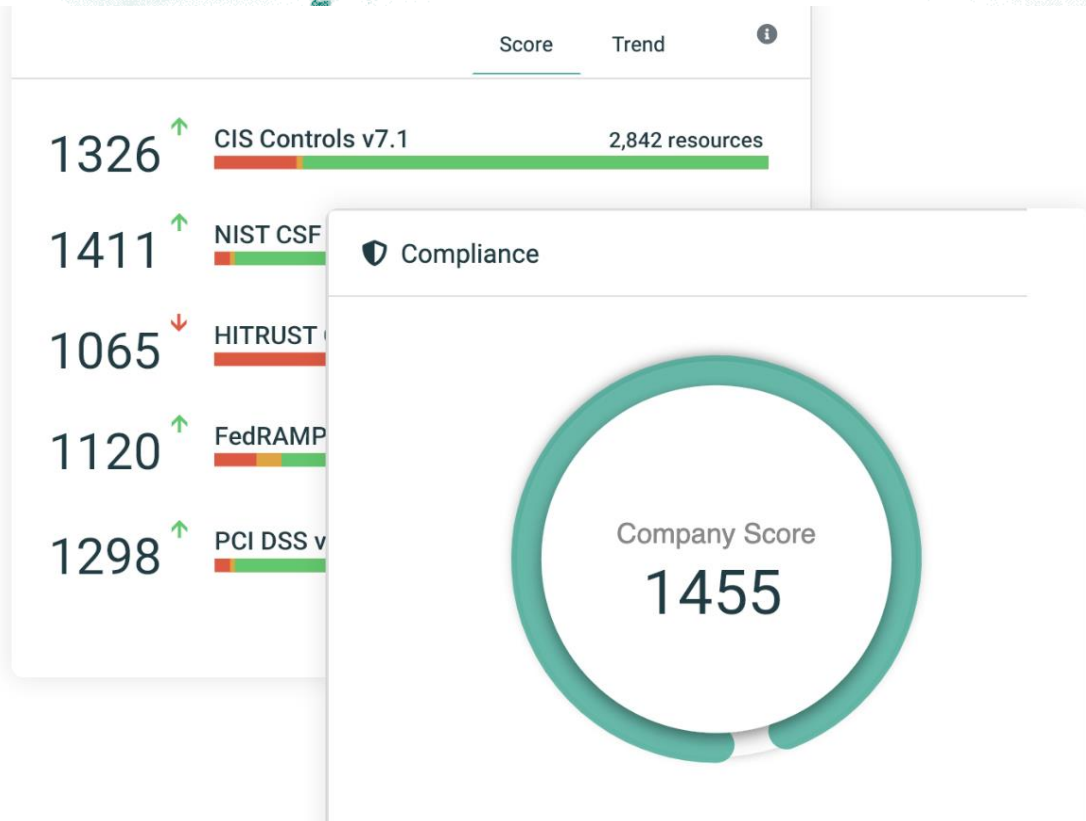 Score Trend
1326 CIS Controls v7.1 2,842 resources
1411 NIST CSF
1065 HITRUST
1120 FedRAMP
1298 PCI DSS v
Compliance
Company Score
1455